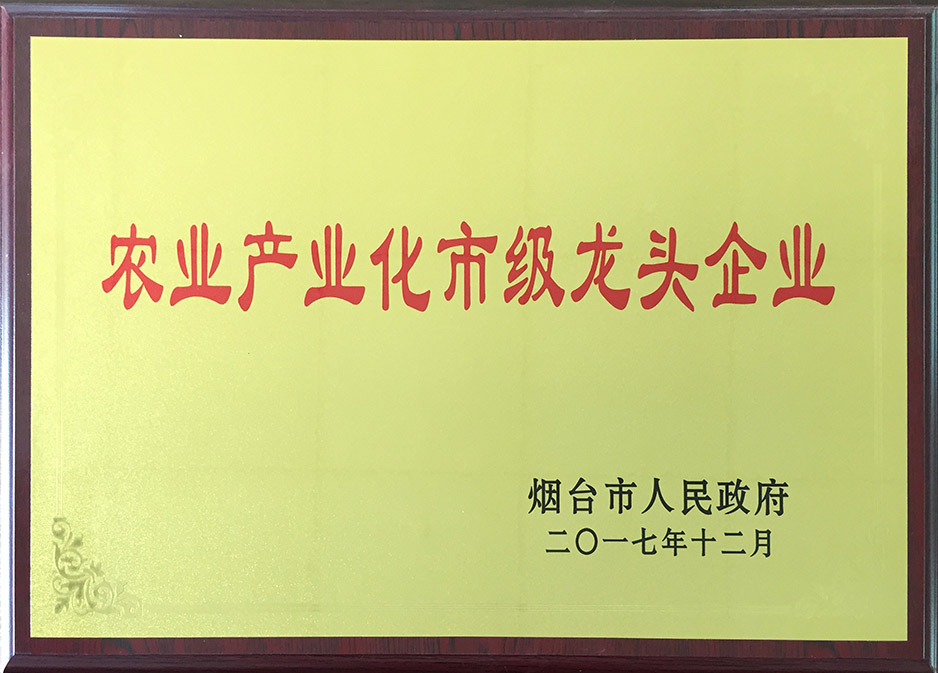 农业产业化市级龙头企业
烟台市人民政府
二〇一七年十二月